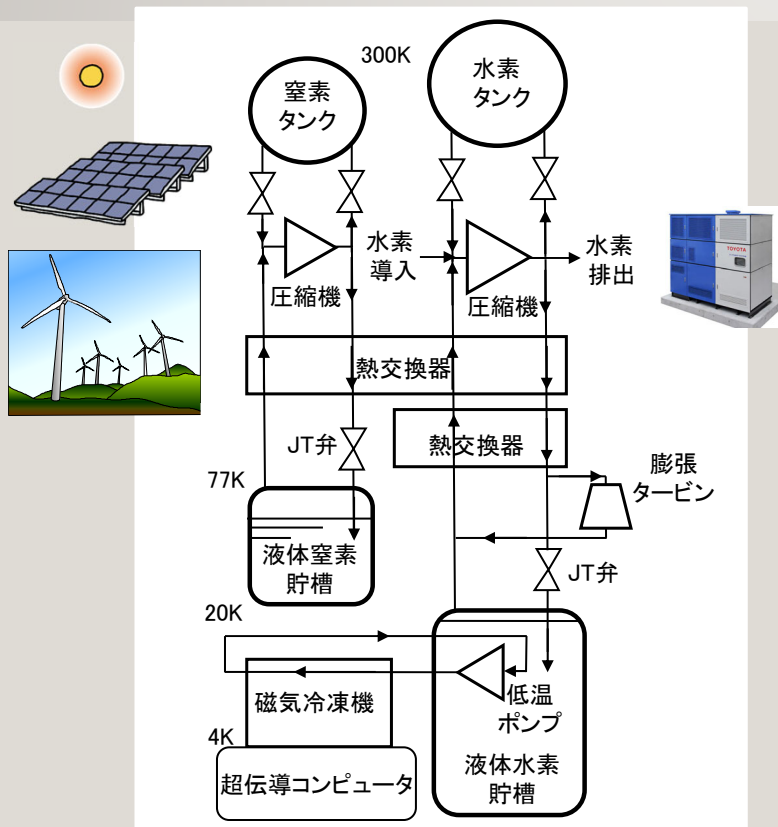 300K
窒素
タンク
水素
タンク
水素
導入
圧縮機
圧縮機
水素
排出
TOYOTA
熱交換器
熱交換器
JT弁
膨張
タービン
77K
液体窒素
貯槽
JT弁
20K
磁気冷凍機
低温
ポンプ
4K
液体水素
貯槽
超伝導コンピュータ